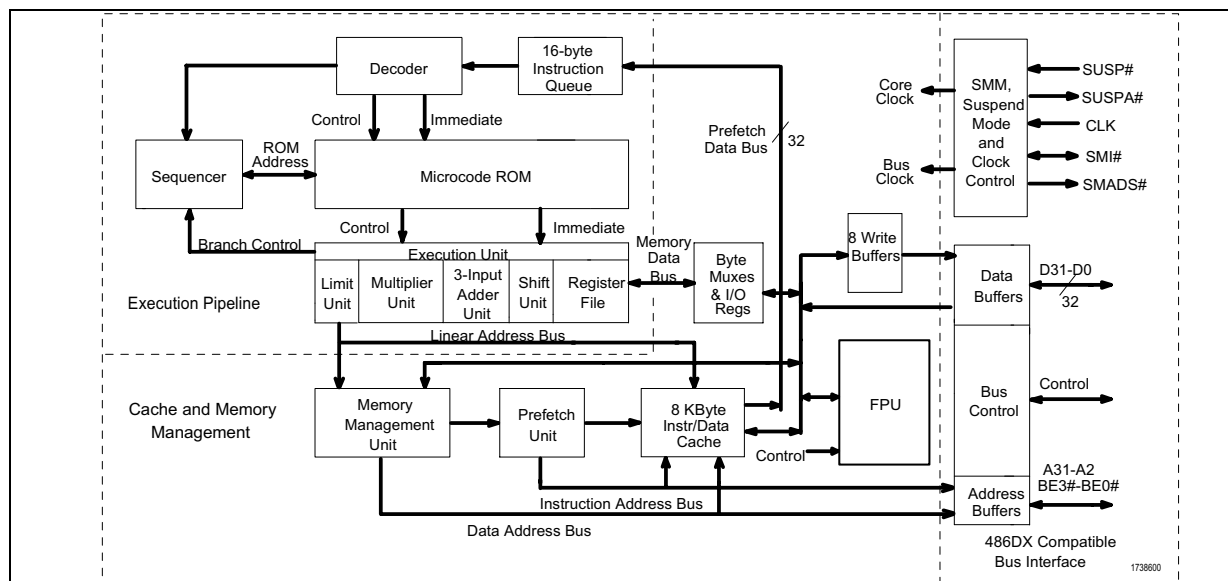 Decoder
16-byte
Instruction
Queue
Control
Immediate
Sequencer
ROM
Address
Microcode ROM
Control
Immediate
Branch Control
Execution Unit
Limit
Unit
Multiplier
Unit
3-Input
Adder
Unit
Shift
Unit
Register
File
Execution Pipeline
Linear Address Bus
Memory
Data
Bus
Byte
Muxes
& I/O
Regs
Prefetch
Data Bus
32
Core
Clock
Bus
Clock
SMM,
Suspend
Mode
and
Clock
Control
SUSP#
SUSPA#
CLK
SMI#
SMADS#
8 Write
Buffers
Data
Buffers
D31-D0
32
Cache and Memory
Management
Memory
Management
Unit
Prefetch
Unit
8 KByte
Instr/Data
Cache
FPU
Control
Bus
Control
Control
Instruction Address Bus
Data Address Bus
Address
Buffers
A31-A2
BE3#-BE0#
486DX Compatible
Bus Interface
1738600